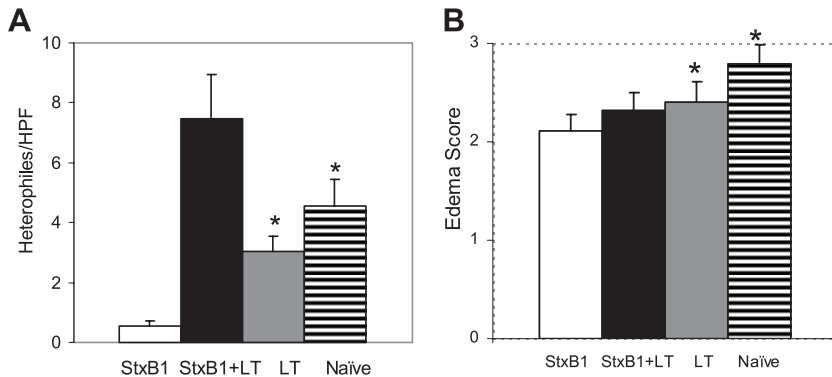 A
Heterophiles/HPF
10
8
6
4
2
0
* *
StxB1 StxB1+LT LT Naïve
B
Edema Score
3
2
1
0
* *
StxB1 StxB1+LT LT Naïve